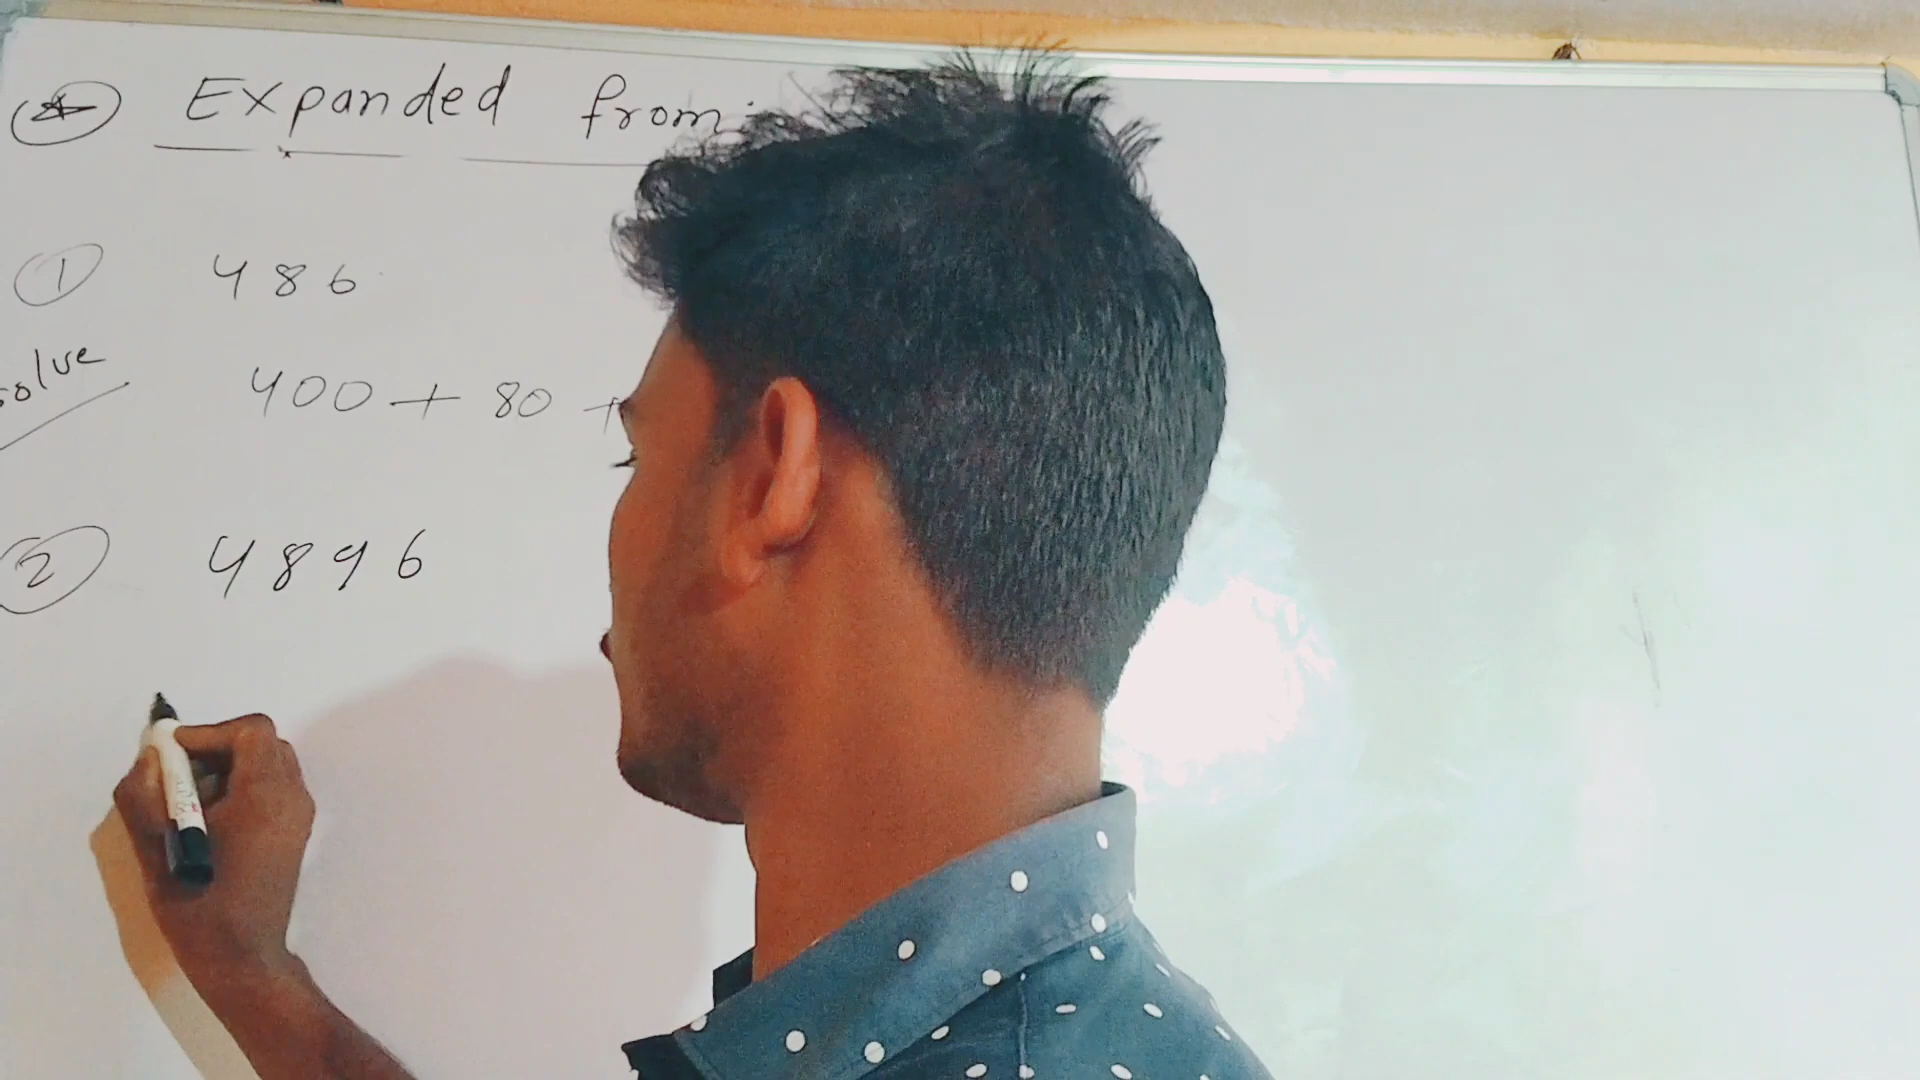 Expanded from:-
① 486
solve 400 + 80 +
② 4896